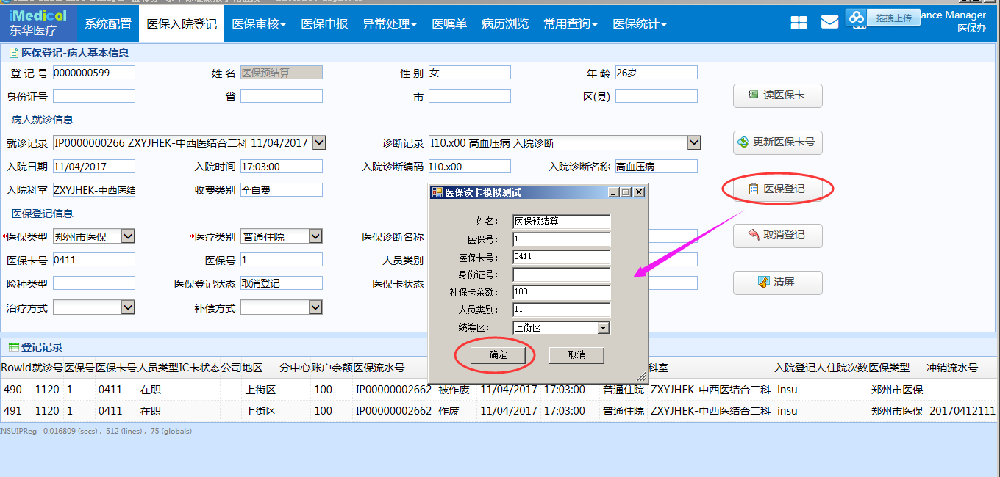 iMedical
东华医疗
系统配置 医保入院登记 医保审核 医保申报 异常处理 医嘱单 病历浏览 常用查询 医保统计
拖拽上传 ance Manager
医保办
医保登记-病人基本信息
登 记 号 0000000599 姓 名 医保预结算 性 别 女 年 龄 26岁
身份证号 省 市 区(县) 读医保卡
病人就诊信息
就诊记录 IP0000000266 ZXYJHEK-中西医结合二科 11/04/2017 诊断记录 I10.x00 高血压病 入院诊断 更新医保卡号
入院日期 11/04/2017 入院时间 17:03:00 入院诊断编码 I10.x00 入院诊断名称 高血压病
入院科室 ZXYJHEK-中西医结 收费类别 全自费 医保登记
医保登记信息
*医保类型 郑州市医保 *医疗类别 普通住院 医保诊断名称 取消登记
医保卡号 0411 医保号 1 人员类别
险种类型 医保登记状态 取消登记 医保卡状态 清屏
治疗方式 补偿方式
医保读卡模拟测试
姓名: 医保预结算
医保号: 1
医保卡号: 0411
身份证号:
社保卡余额: 100
人员类别: 11
统筹区: 上街区
确定 取消
登记记录
Rowid 就诊号 医保号 医保卡号 人员类型 IC卡状态 公司 地区 分中心 账户余额 医保流水号 科室 入院登记人 住院次数 医保类型 冲销流水号
490 1120 1 0411 在职 上街区 100 IP00000002662 被作废 11/04/2017 17:03:00 普通住院 ZXYJHEK-中西医结合二科 insu 郑州市医保
491 1120 1 0411 在职 上街区 100 IP00000002662 作废 11/04/2017 17:03:00 普通住院 ZXYJHEK-中西医结合二科 insu 郑州市医保 201704121117
INSUIPReg 0.016809 (secs) , 512 (lines) , 75 (globals)